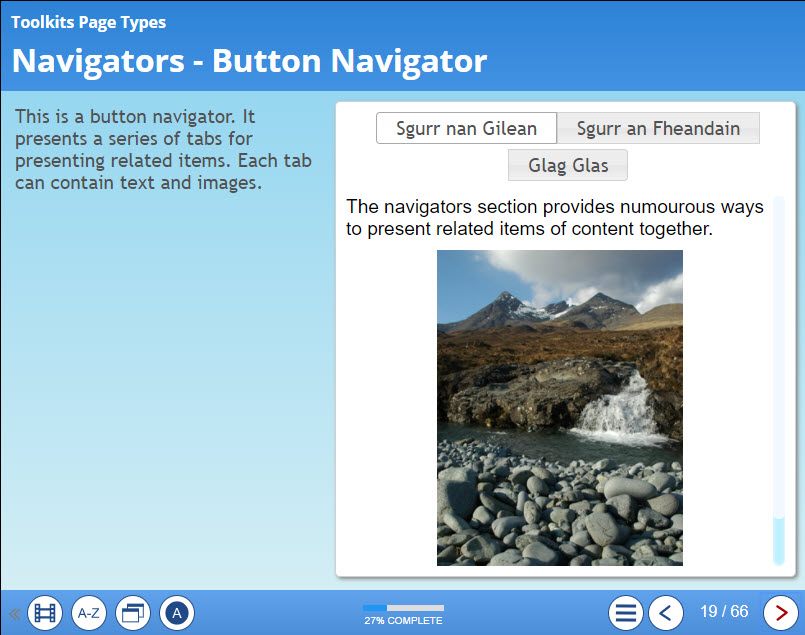 Toolkits Page Types
Navigators - Button Navigator
This is a button navigator. It
presents a series of tabs for
presenting related items. Each tab
can contain text and images.
Sgurr nan Gilean
Sgurr an Fheandain
Glag Glas
The navigators section provides numourous ways
to present related items of content together.
A-Z
A
27% COMPLETE
19 / 66